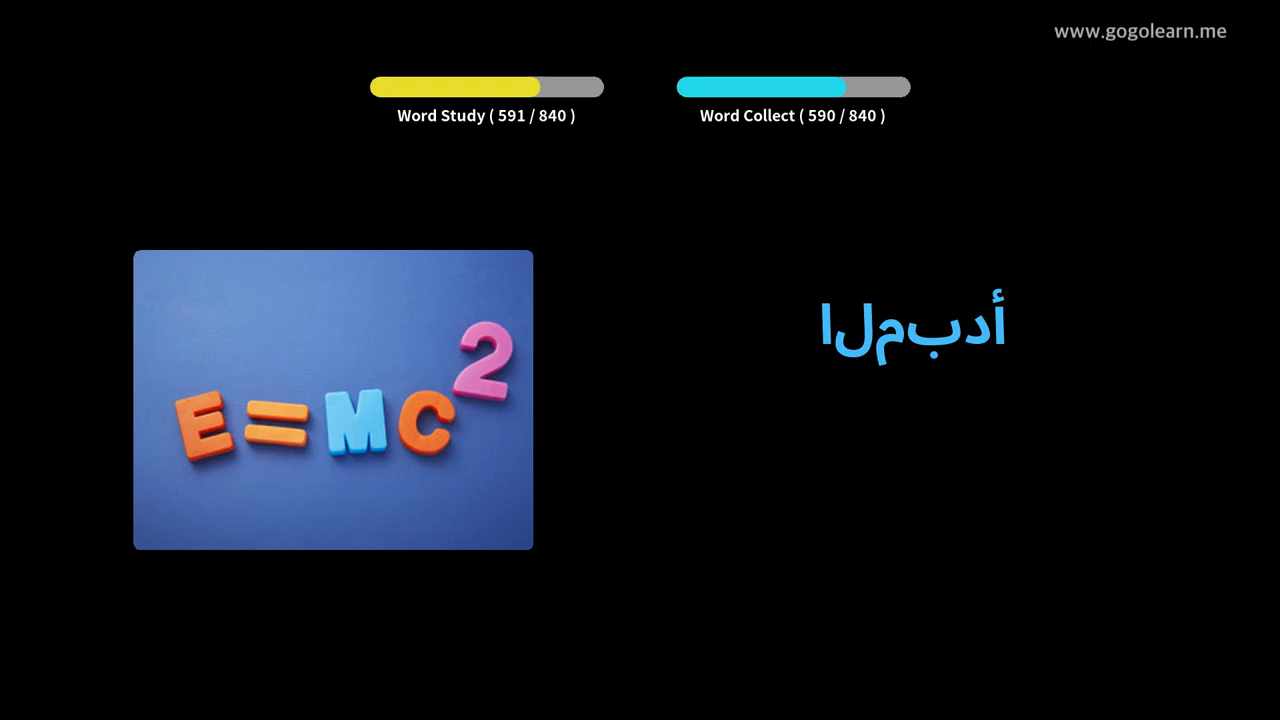 www.gogolearn.me
Word Study ( 591 / 840 )
Word Collect ( 590 / 840 )
E=MC2
المبدأ